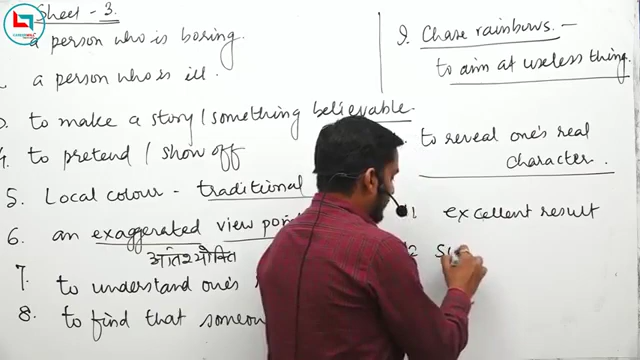 Sheet - 3.
a person who is boring.
a person who is ill.
to make a story / something believable.
4. to pretend / show off
5. Local colour - traditional
6. an exaggerated view point
7. to understand one's
8. to find that someon
9. Chase rainbows. -
to aim at useless thing.
to reveal one's real
character.
excellent result